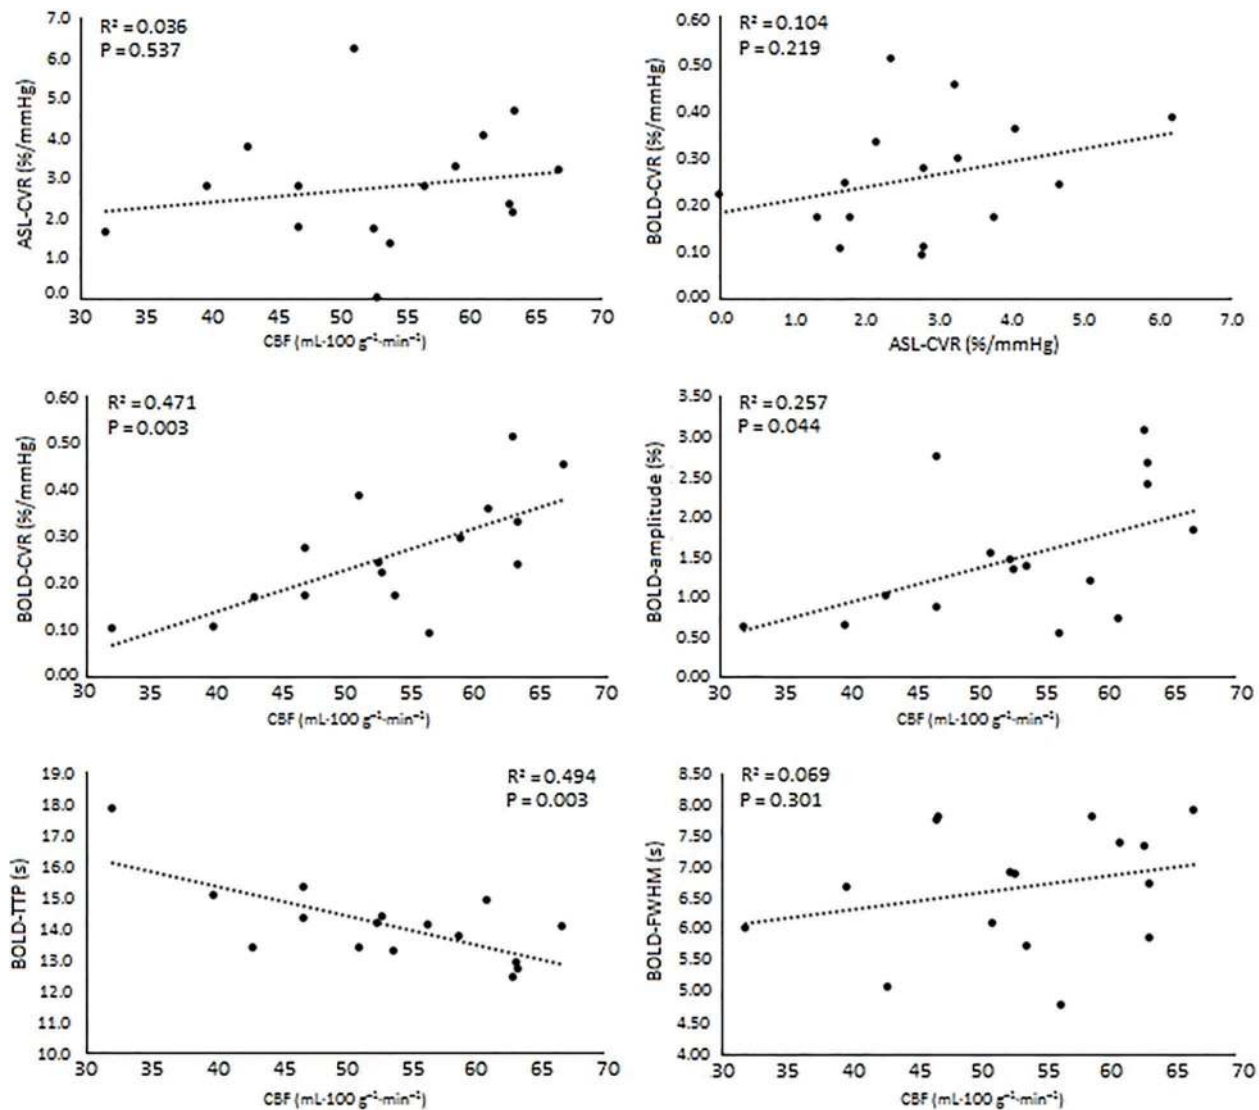 R² = 0.036
P = 0.537
ASL-CVR (%/mmHg)
7.0
6.0
5.0
4.0
3.0
2.0
1.0
0.0
30 40 45 50 55 60 65 70
CBF (mL·100 g⁻¹·min⁻¹)
R² = 0.104
P = 0.219
BOLD-CVR (%/mmHg)
0.60
0.50
0.40
0.30
0.20
0.10
0.00
0.0 1.0 2.0 3.0 4.0 5.0 6.0 7.0
ASL-CVR (%/mmHg)
R² = 0.471
P = 0.003
BOLD-CVR (%/mmHg)
0.60
0.50
0.40
0.30
0.20
0.10
0.00
30 35 40 45 50 55 60 65 70
CBF (mL·100 g⁻¹·min⁻¹)
R² = 0.257
P = 0.044
BOLD-amplitude (%)
3.50
3.00
2.50
2.00
1.50
1.00
0.50
0.00
30 35 40 45 50 55 60 65 70
CBF (mL·100 g⁻¹·min⁻¹)
R² = 0.494
P = 0.003
BOLD-TTP (s)
19.0
18.0
17.0
16.0
15.0
14.0
13.0
12.0
11.0
10.0
30 35 40 45 50 55 60 65 70
CBF (mL·100 g⁻¹·min⁻¹)
R² = 0.069
P = 0.301
BOLD-FWHM (s)
8.50
8.00
7.50
7.00
6.50
6.00
5.50
5.00
4.50
4.00
30 35 40 45 50 55 60 65 70
CBF (mL·100 g⁻¹·min⁻¹)